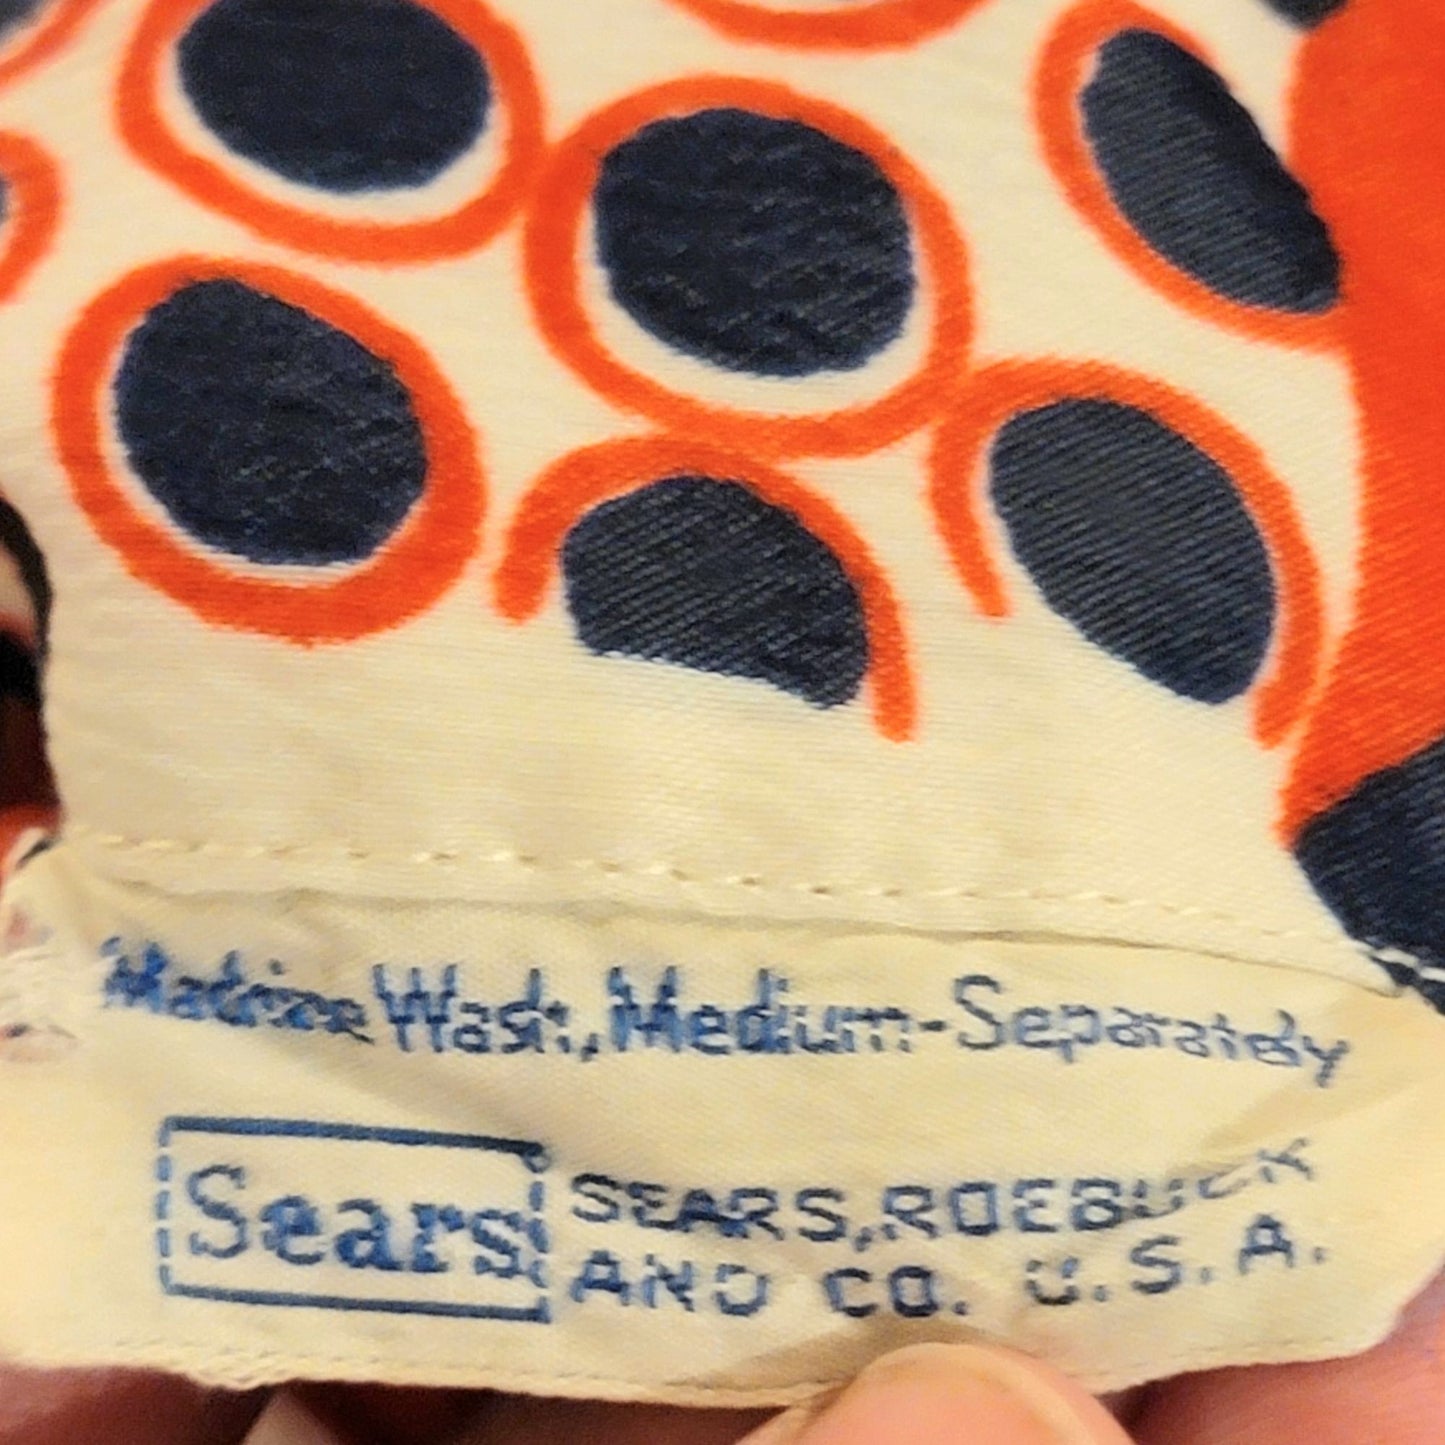 Machine Wash, Medium-Separately
Sears
SEARS, ROEBUCK
AND CO. U.S.A.